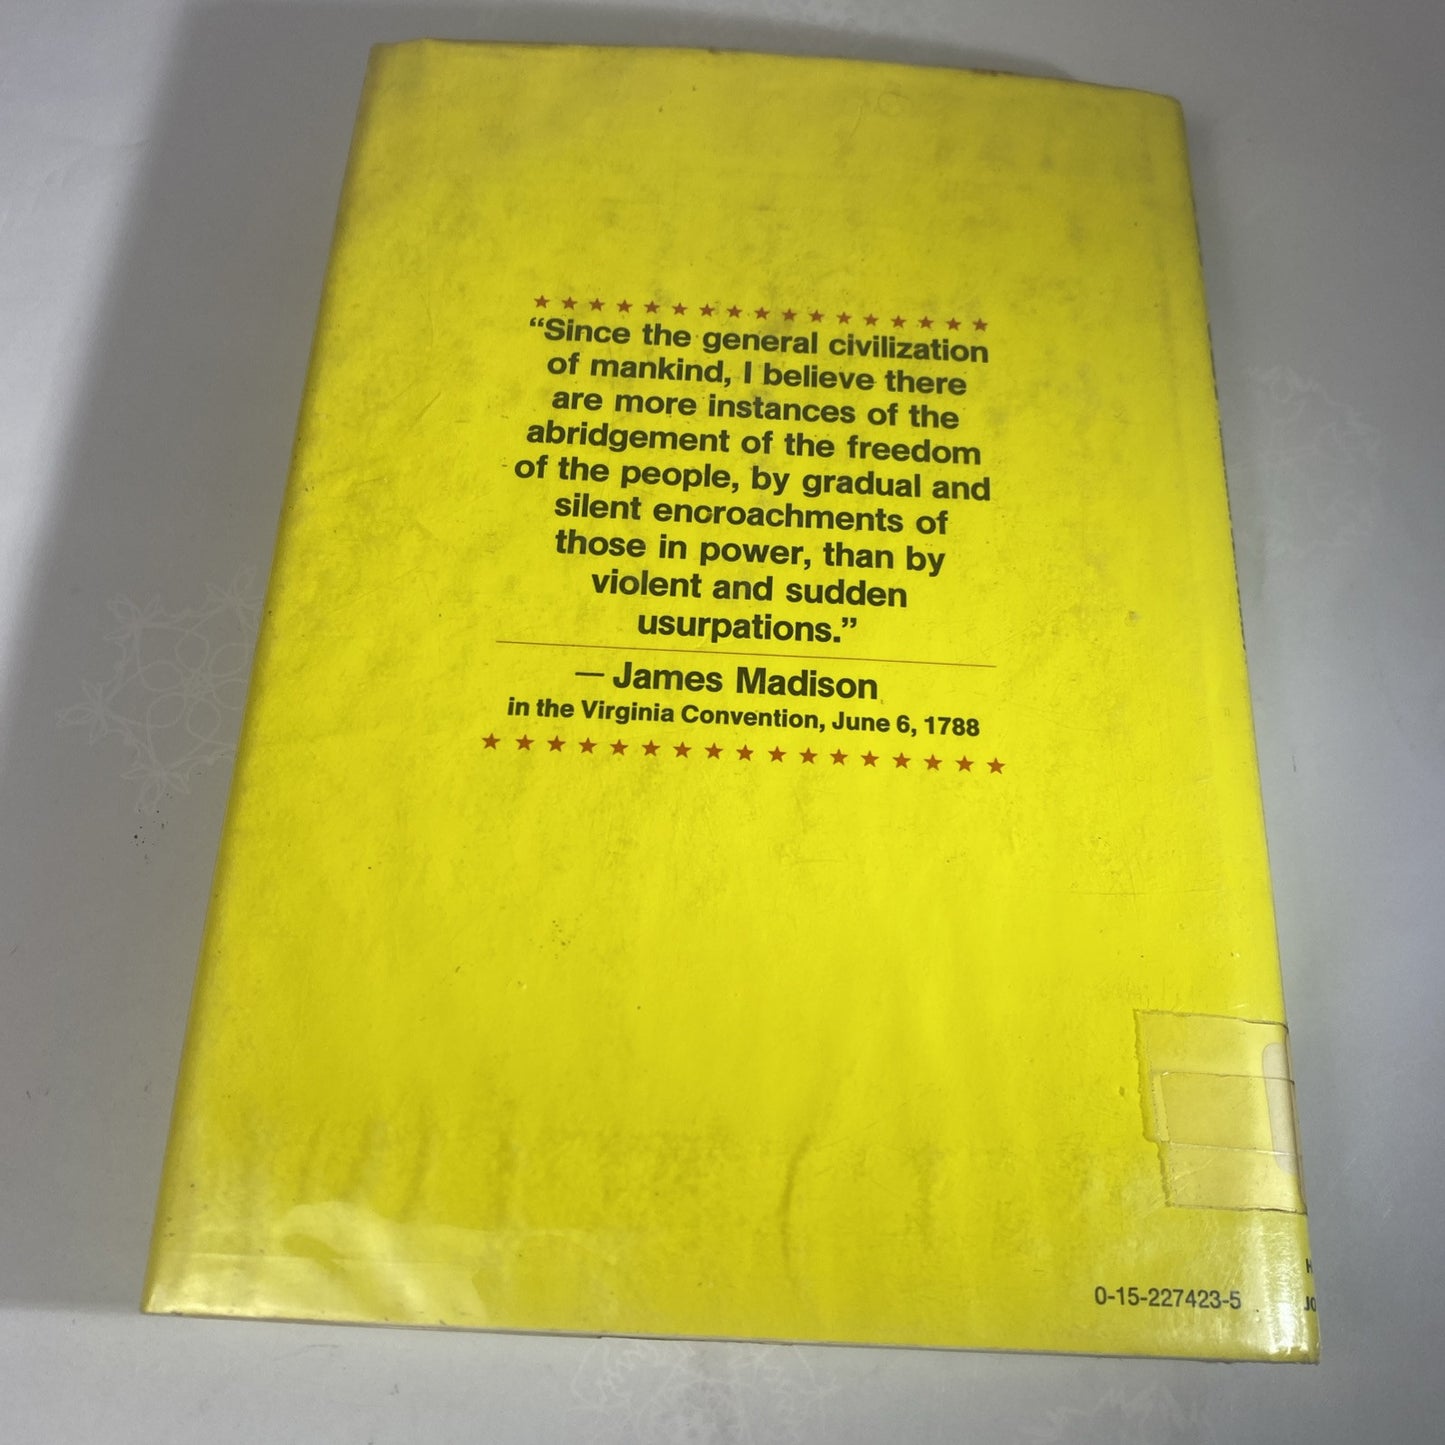 “Since the general civilization
of mankind, I believe there
are more instances of the
abridgement of the freedom
of the people, by gradual and
silent encroachments of
those in power, than by
violent and sudden
usurpations.”
— James Madison
in the Virginia Convention, June 6, 1788
0-15-227423-5